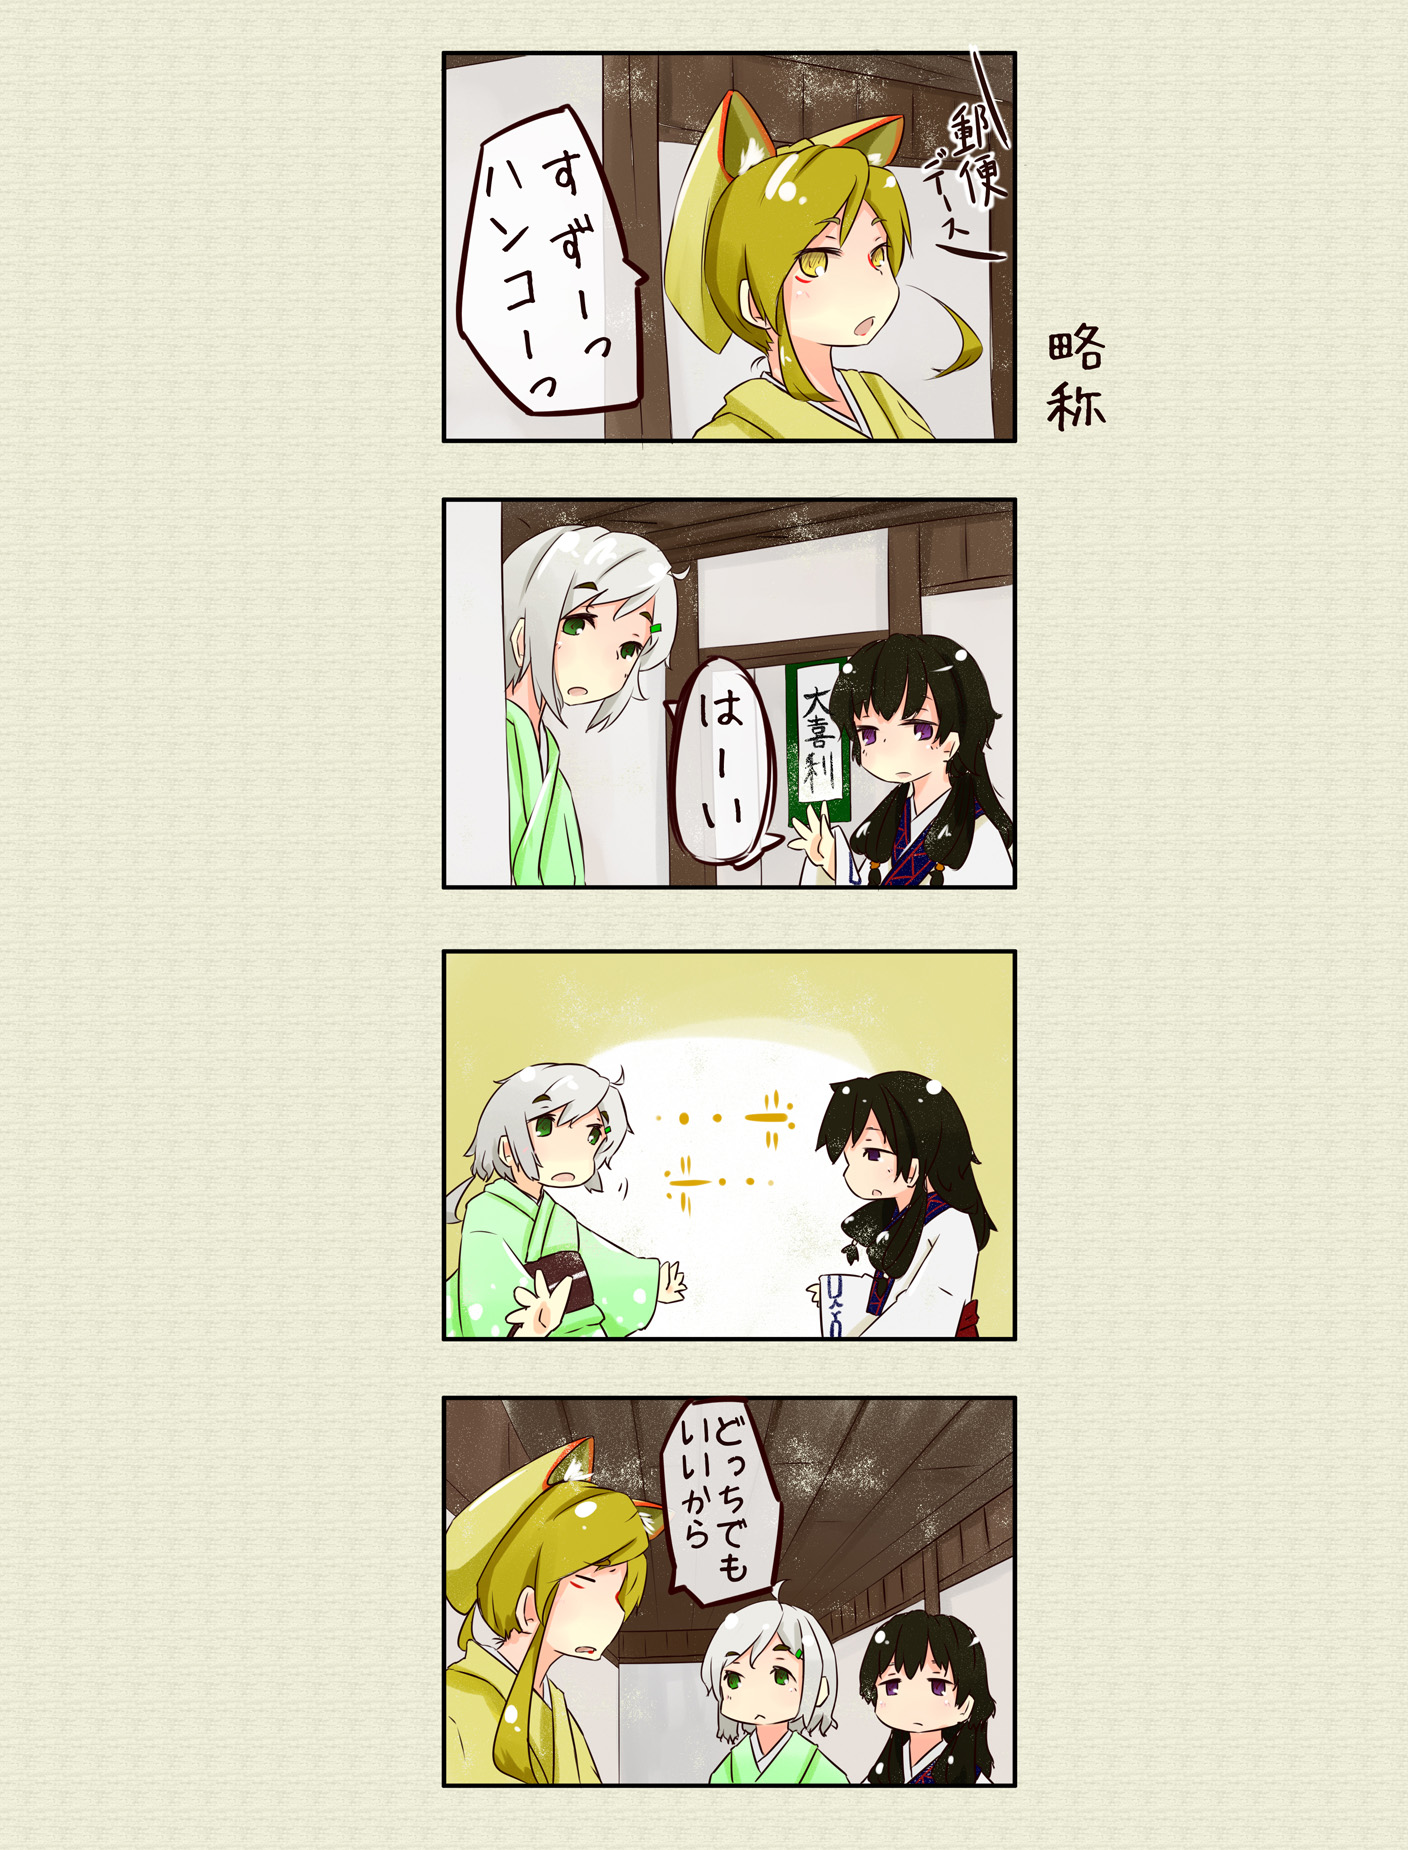 略称
郵便
デース
すずーっ
ハンコーっ
はーい
大喜利
どっちでも
いいから